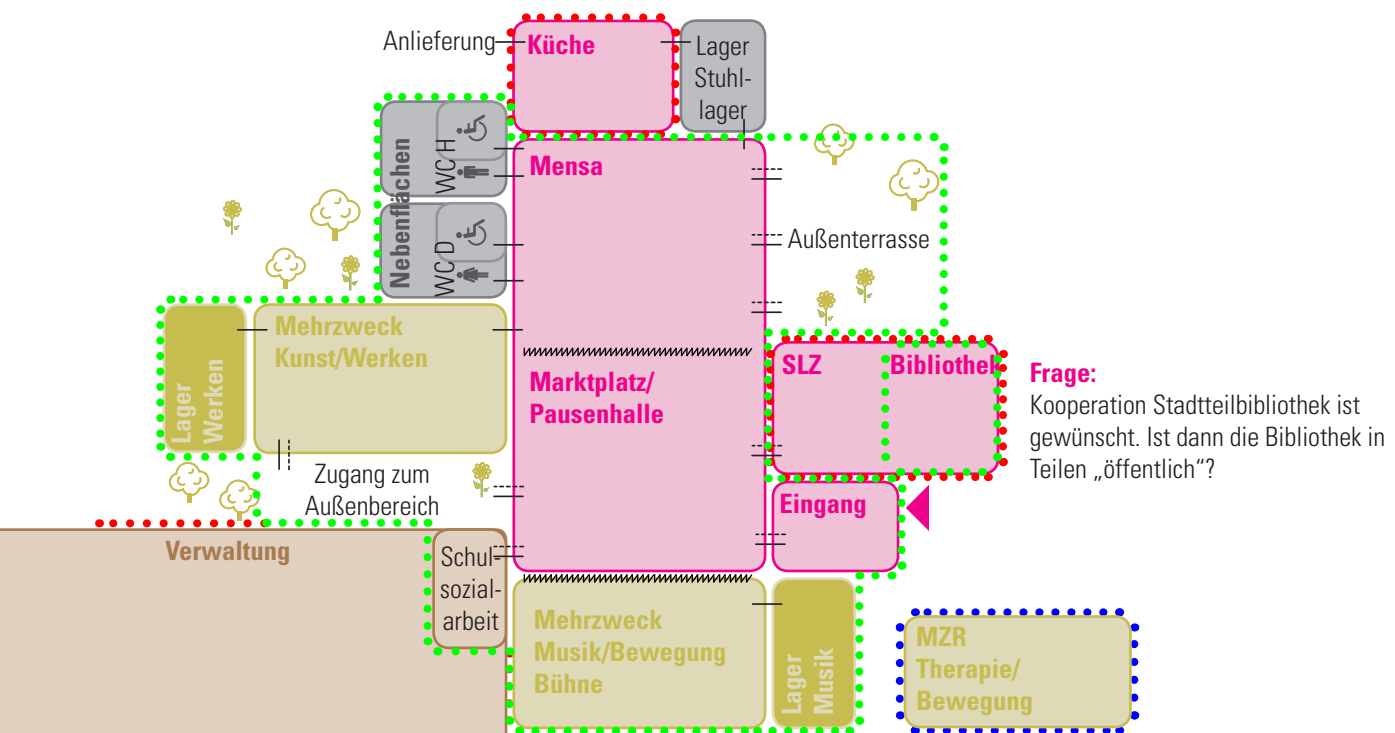 Anlieferung
Küche
Lager
Stuhl-
lager
Nebenflächen
WC H
WC D
Mensa
Außenterrasse
Lager
Werken
Mehrzweck
Kunst/Werken
Marktplatz/
Pausenhalle
SLZ
Bibliothek
Frage:
Kooperation Stadtteilbibliothek ist
gewünscht. Ist dann die Bibliothek in
Teilen „öffentlich“?
Zugang zum
Außenbereich
Eingang
Verwaltung
Schul-
sozial-
arbeit
Mehrzweck
Musik/Bewegung
Bühne
Lager
Musik
MZR
Therapie/
Bewegung